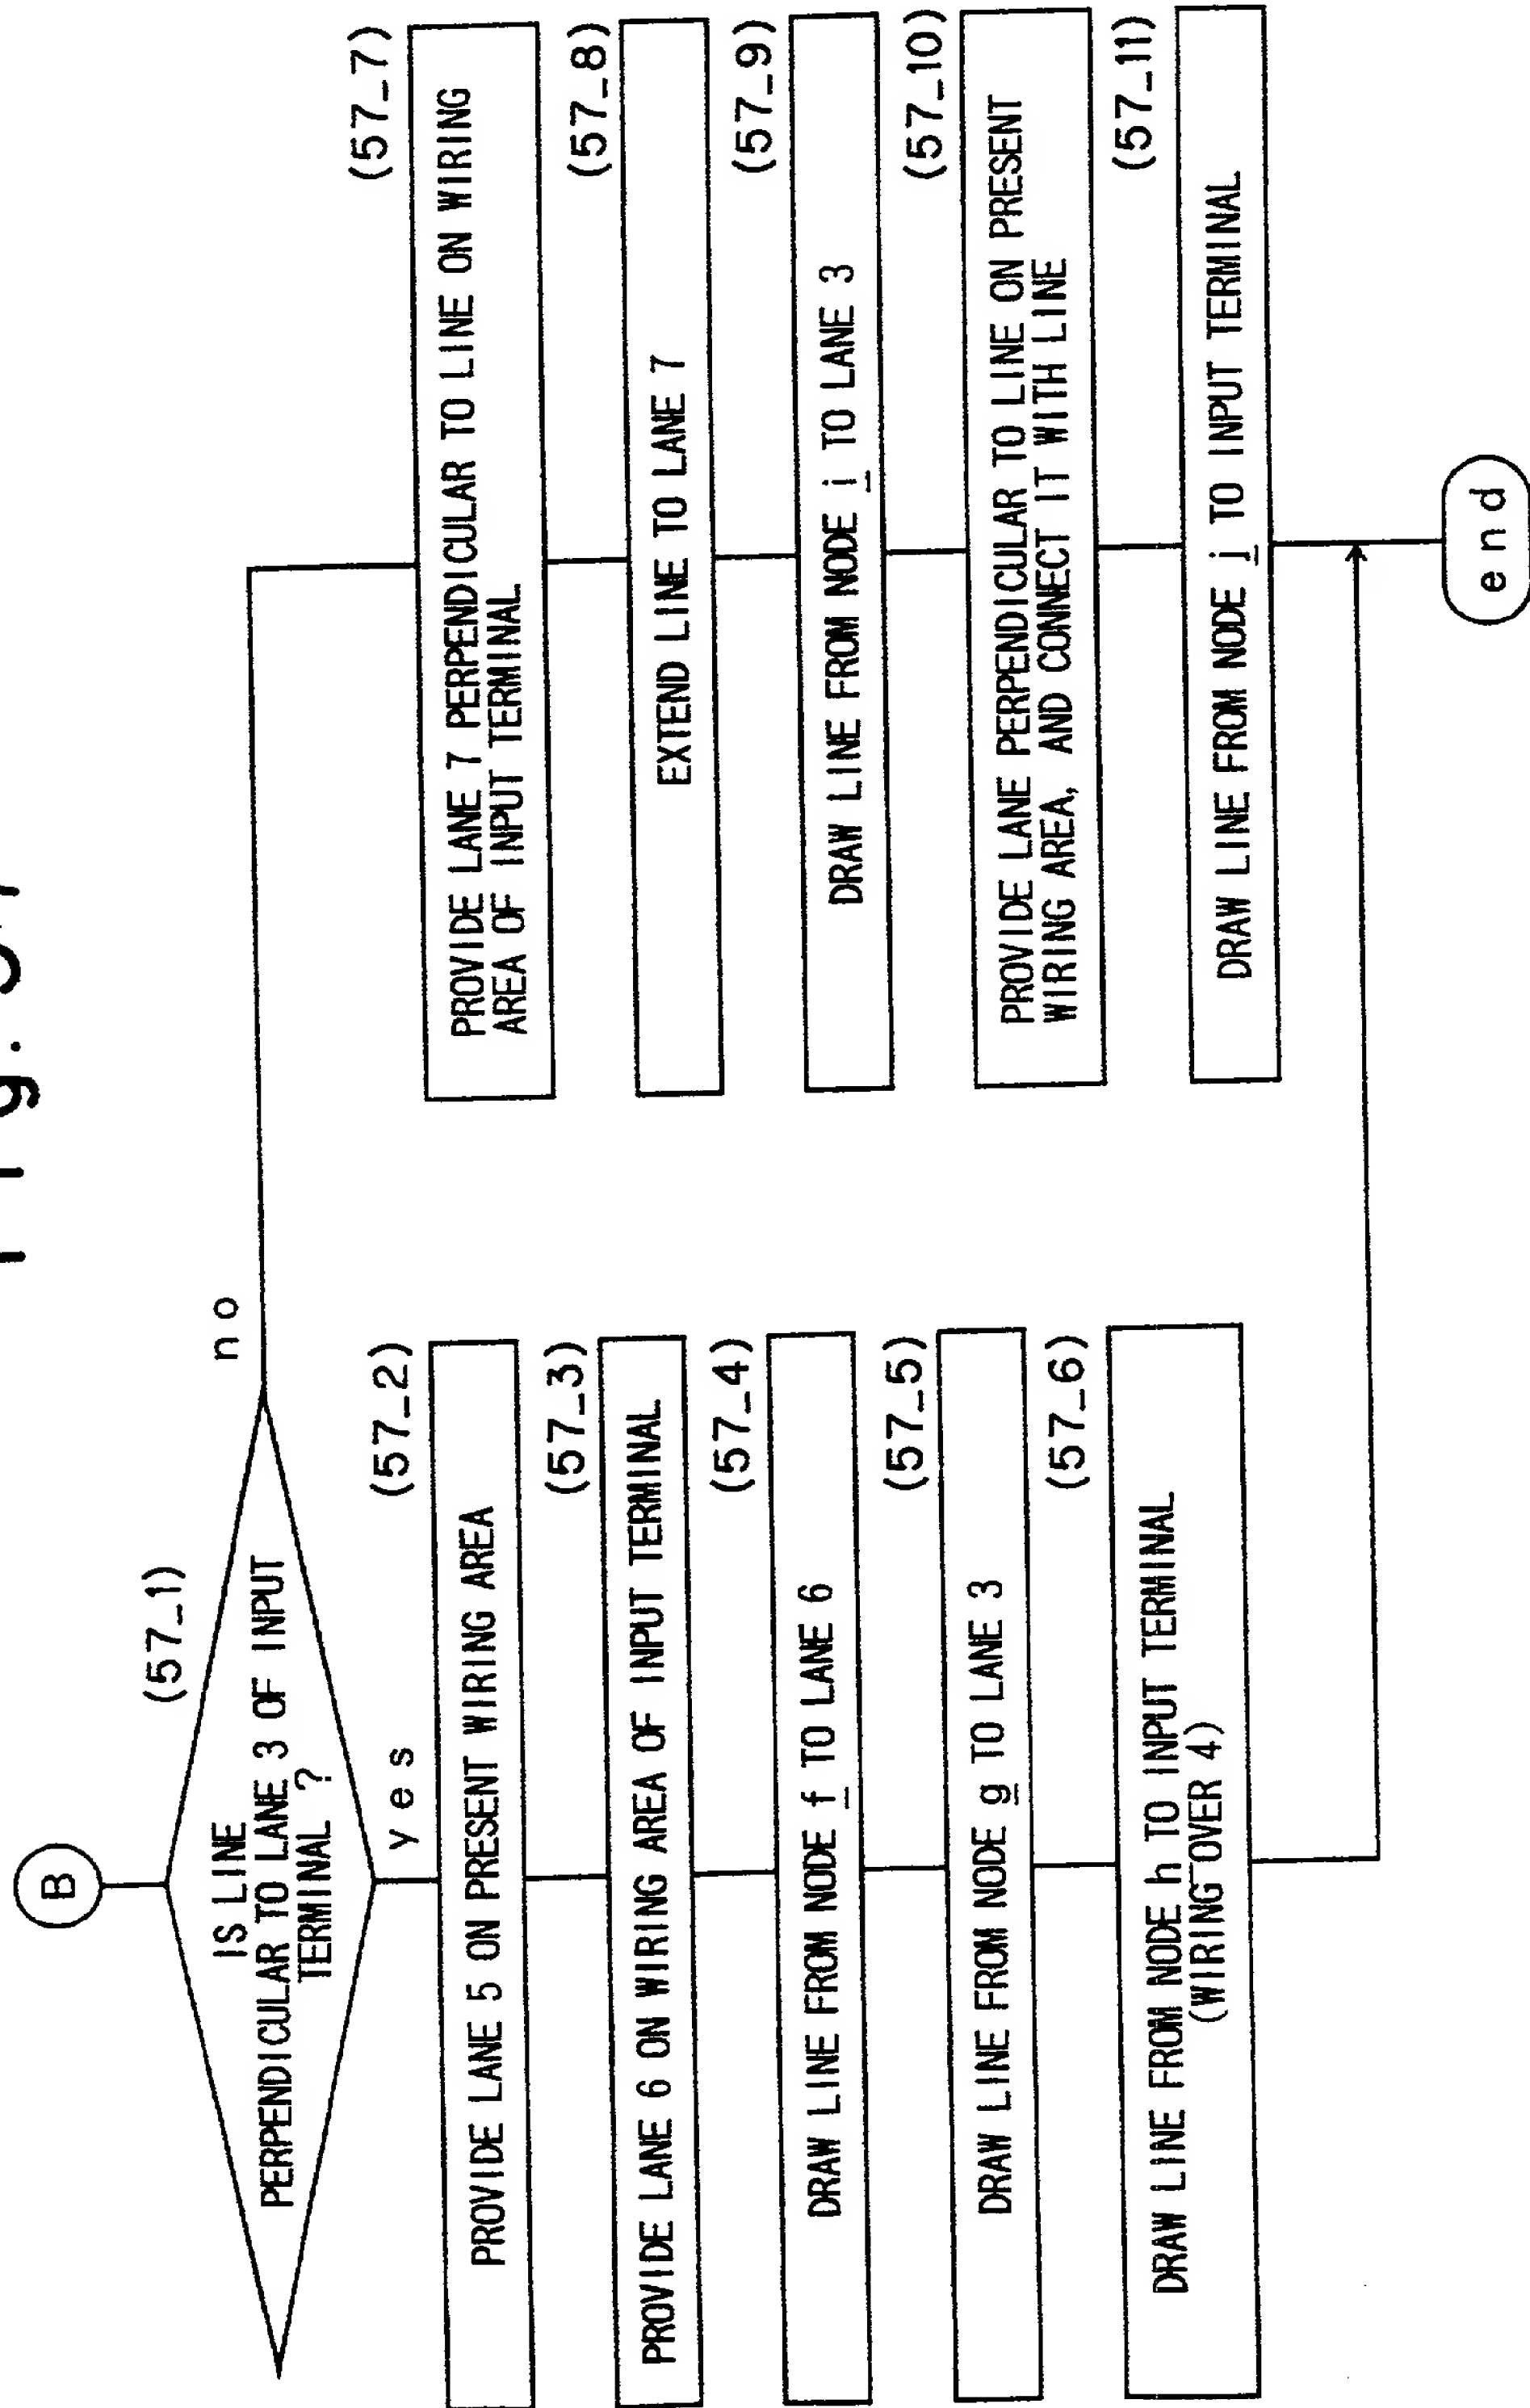 Fig. 57
B
(57_1)
IS LINE
PERPENDICULAR TO LANE 3 OF INPUT
TERMINAL ?
yes
no
(57_2)
PROVIDE LANE 5 ON PRESENT WIRING AREA
(57_3)
PROVIDE LANE 6 ON WIRING AREA OF INPUT TERMINAL
(57_4)
DRAW LINE FROM NODE f TO LANE 6
(57_5)
DRAW LINE FROM NODE g TO LANE 3
(57_6)
DRAW LINE FROM NODE h TO INPUT TERMINAL
(WIRING OVER 4)
(57_7)
PROVIDE LANE 7 PERPENDICULAR TO LINE ON WIRING
AREA OF INPUT TERMINAL
(57_8)
EXTEND LINE TO LANE 7
(57_9)
DRAW LINE FROM NODE i TO LANE 3
(57_10)
PROVIDE LANE PERPENDICULAR TO LINE ON PRESENT
WIRING AREA, AND CONNECT IT WITH LINE
(57_11)
DRAW LINE FROM NODE j TO INPUT TERMINAL
end